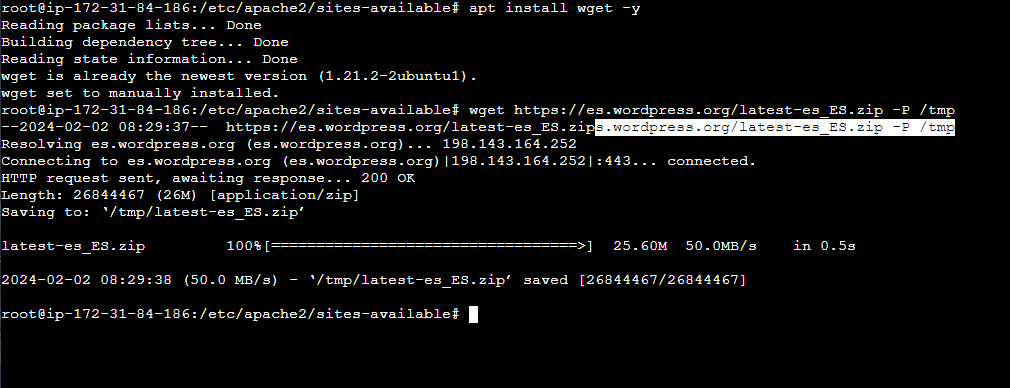 root@ip-172-31-84-186:/etc/apache2/sites-available# apt install wget -y
Reading package lists... Done
Building dependency tree... Done
Reading state information... Done
wget is already the newest version (1.21.2-2ubuntu1).
wget set to manually installed.
root@ip-172-31-84-186:/etc/apache2/sites-available# wget https://es.wordpress.org/latest-es_ES.zip -P /tmp
--2024-02-02 08:29:37--  https://es.wordpress.org/latest-es_ES.zips.wordpress.org/latest-es_ES.zip -P /tmp
Resolving es.wordpress.org (es.wordpress.org)... 198.143.164.252
Connecting to es.wordpress.org (es.wordpress.org)|198.143.164.252|:443... connected.
HTTP request sent, awaiting response... 200 OK
Length: 26844467 (26M) [application/zip]
Saving to: ‘/tmp/latest-es_ES.zip’
latest-es_ES.zip         100%[===================================>]  25.60M  50.0MB/s    in 0.5s
2024-02-02 08:29:38 (50.0 MB/s) - ‘/tmp/latest-es_ES.zip’ saved [26844467/26844467]
root@ip-172-31-84-186:/etc/apache2/sites-available#